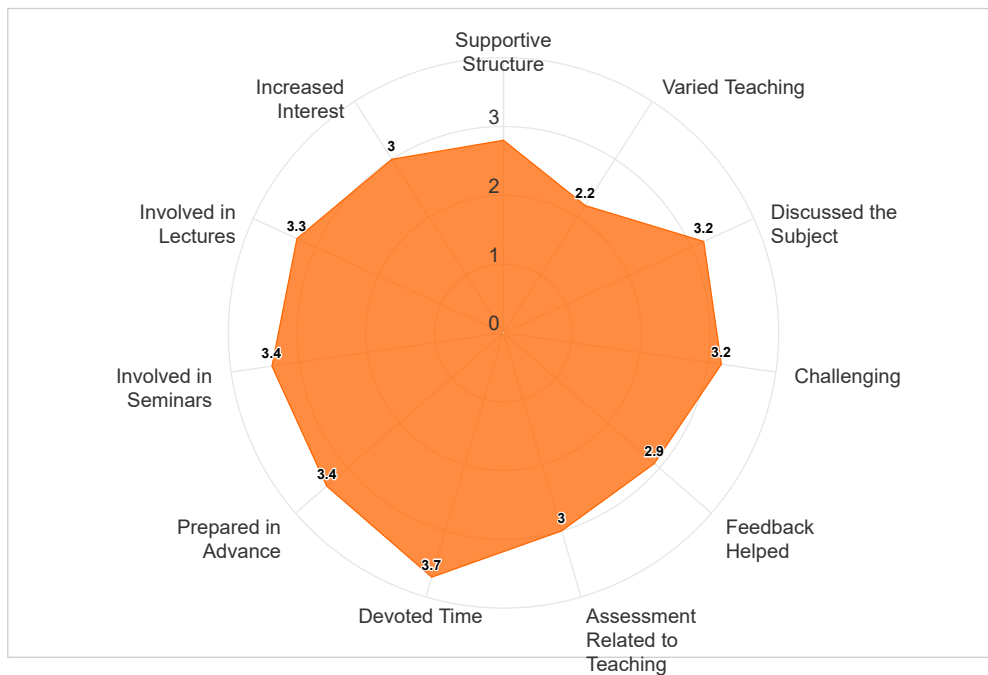 Supportive
Structure
Increased
Interest
Varied Teaching
3
3
2
2.2
Involved in
Lectures
3.3
3.2
Discussed the
Subject
1
0
Involved in
Seminars
3.4
3.2
Challenging
2.9
Prepared in
Advance
3.4
3
Feedback
Helped
3.7
Devoted Time
Assessment
Related to
Teaching